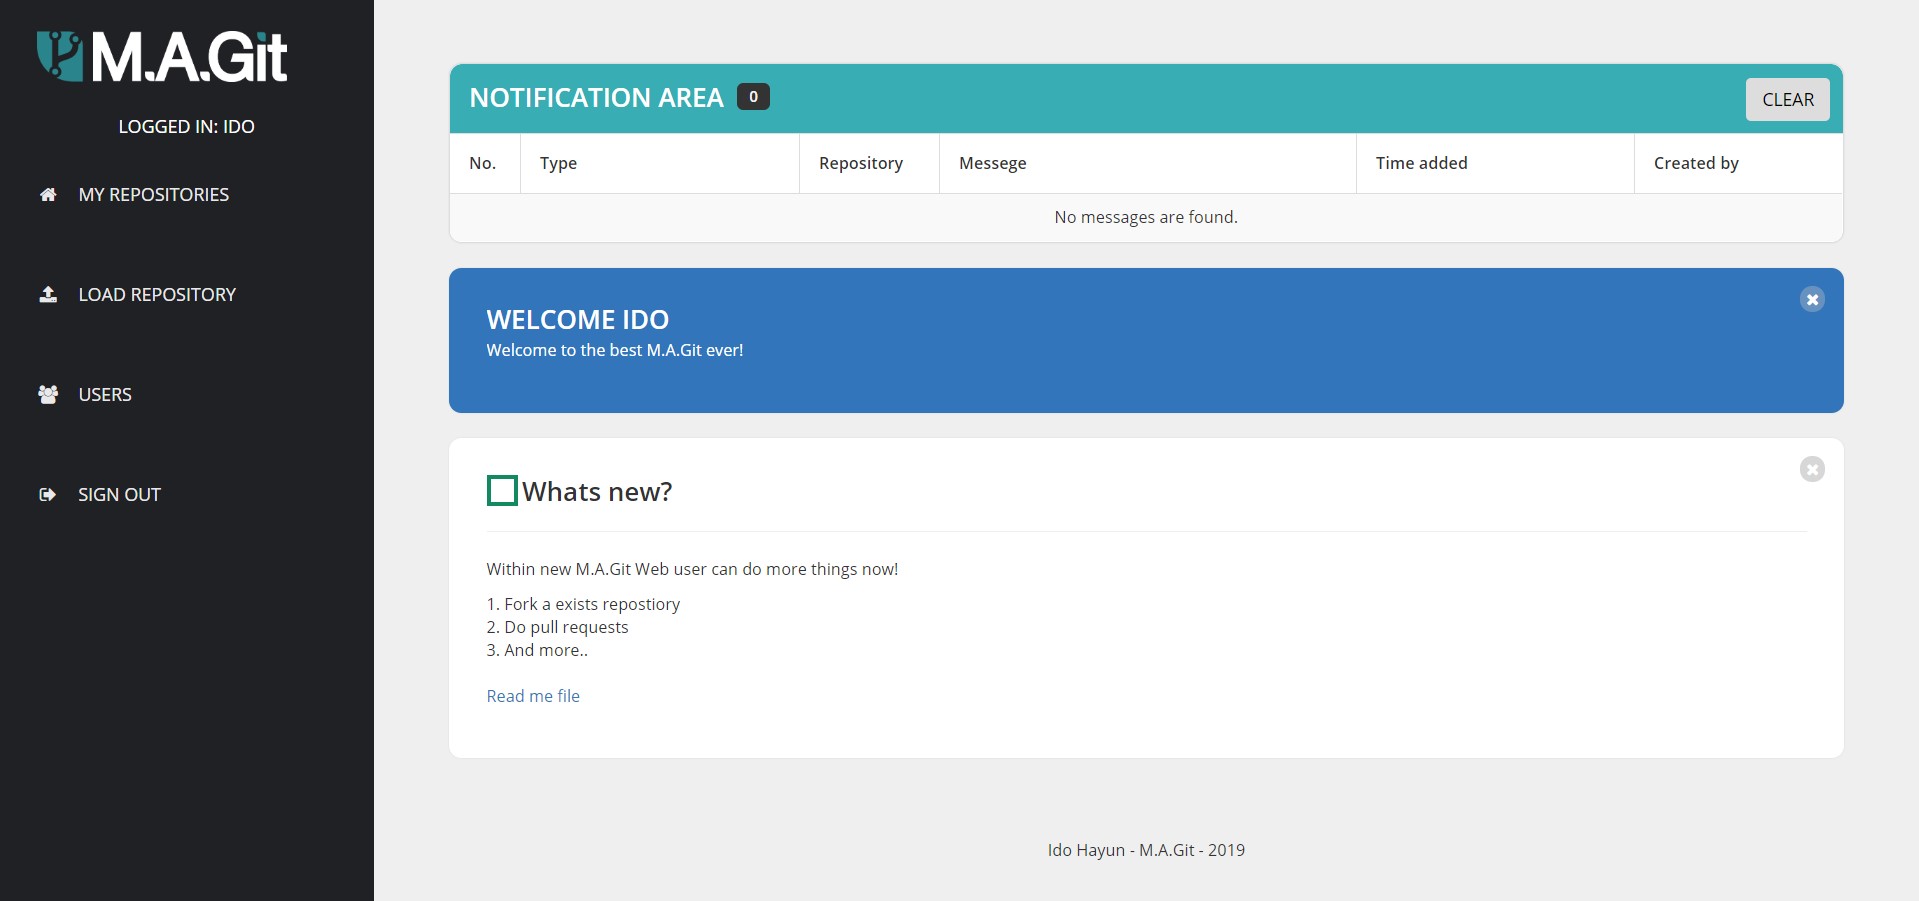 M.A.Git
LOGGED IN: IDO
MY REPOSITORIES
LOAD REPOSITORY
USERS
SIGN OUT
NOTIFICATION AREA 0 CLEAR
No. Type Repository Messege Time added Created by
No messages are found.
WELCOME IDO
Welcome to the best M.A.Git ever!
Whats new?
Within new M.A.Git Web user can do more things now!
1. Fork a exists repostiory
2. Do pull requests
3. And more..
Read me file
Ido Hayun - M.A.Git - 2019